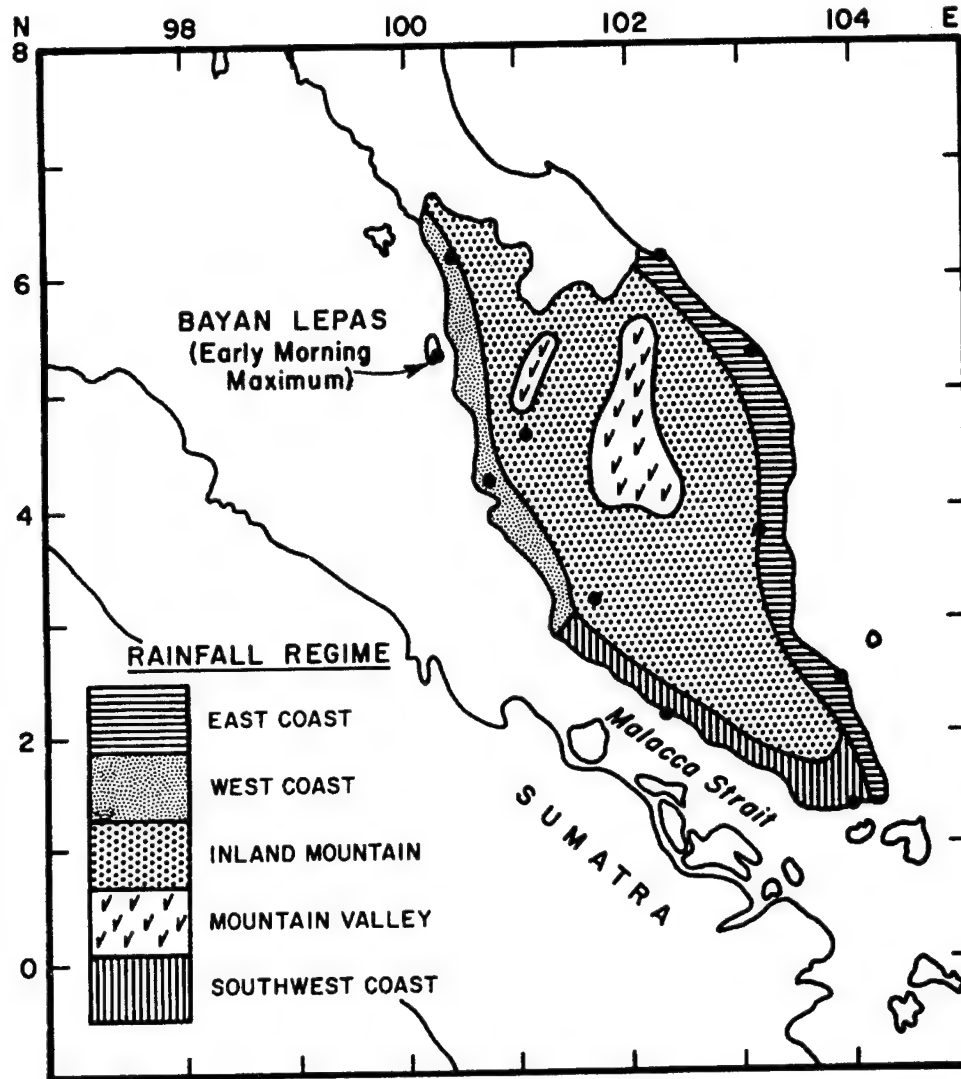 N 98 100 102 104 E
8
6
BAYAN LEPAS
(Early Morning
Maximum)
4
RAINFALL REGIME
EAST COAST
2
Malacca Strait
WEST COAST
SUMATRA
INLAND MOUNTAIN
MOUNTAIN VALLEY
0
SOUTHWEST COAST